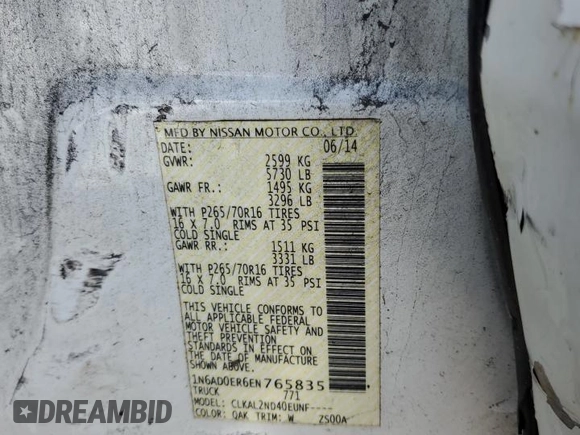 MFD BY NISSAN MOTOR CO., LTD.
DATE: 06/14
GVWR: 2599 KG
5730 LB
GAWR FR.: 1495 KG
3296 LB
WITH P265/70R16 TIRES
16 X 7.0 RIMS AT 35 PSI
COLD SINGLE
GAWR RR.: 1511 KG
3331 LB
WITH P265/70R16 TIRES
16 X 7.0 RIMS AT 35 PSI
COLD SINGLE
THIS VEHICLE CONFORMS TO
ALL APPLICABLE FEDERAL
MOTOR VEHICLE SAFETY AND
THEFT PREVENTION
STANDARDS IN EFFECT ON
THE DATE OF MANUFACTURE
SHOWN ABOVE.
1N6AD0ER6EN765835
TRUCK 771
MODEL: CLKAL2ND40EUNF-----
COLOR: QAK TRIM: W ZS00A
BIDHISTORY
BIDHISTORY